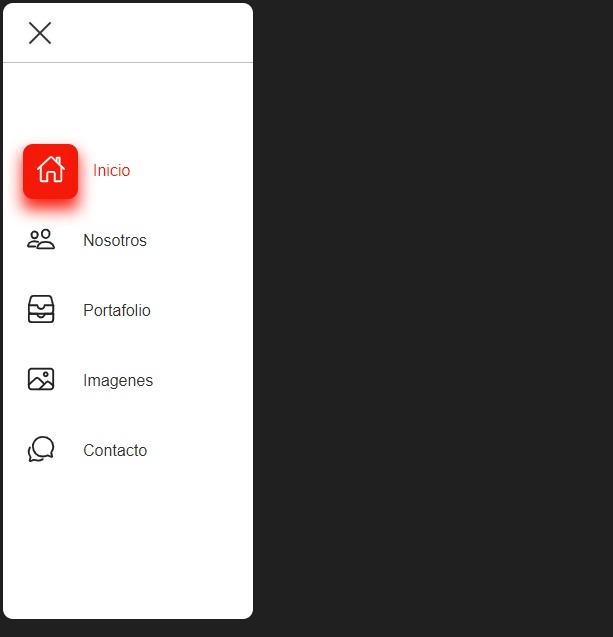 Inicio
Nosotros
Portafolio
Imagenes
Contacto